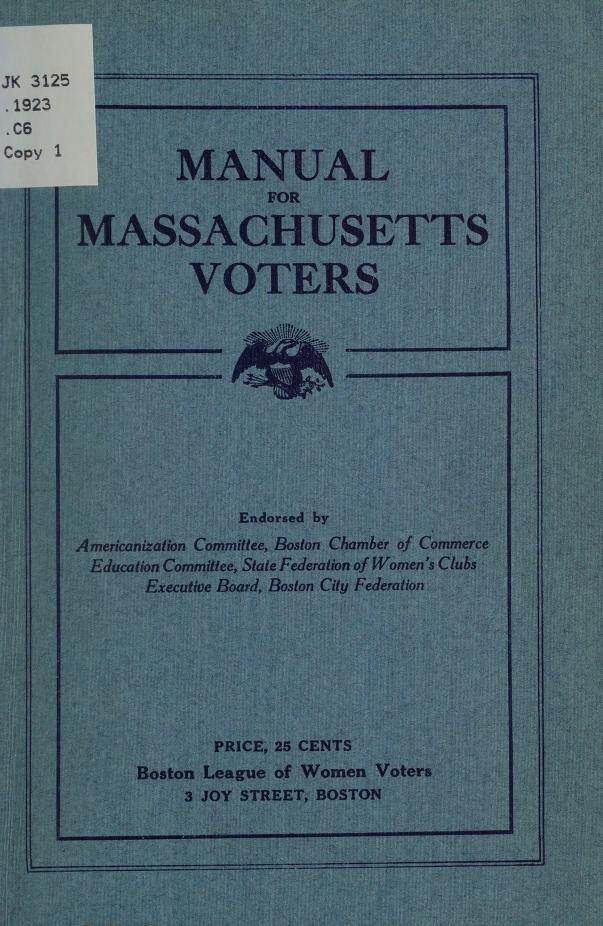 JK 3125
.1923
.C6
Copy 1
MANUAL
FOR
MASSACHUSETTS
VOTERS
Endorsed by
Americanization Committee, Boston Chamber of Commerce
Education Committee, State Federation of Women's Clubs
Executive Board, Boston City Federation
PRICE, 25 CENTS
Boston League of Women Voters
3 JOY STREET, BOSTON